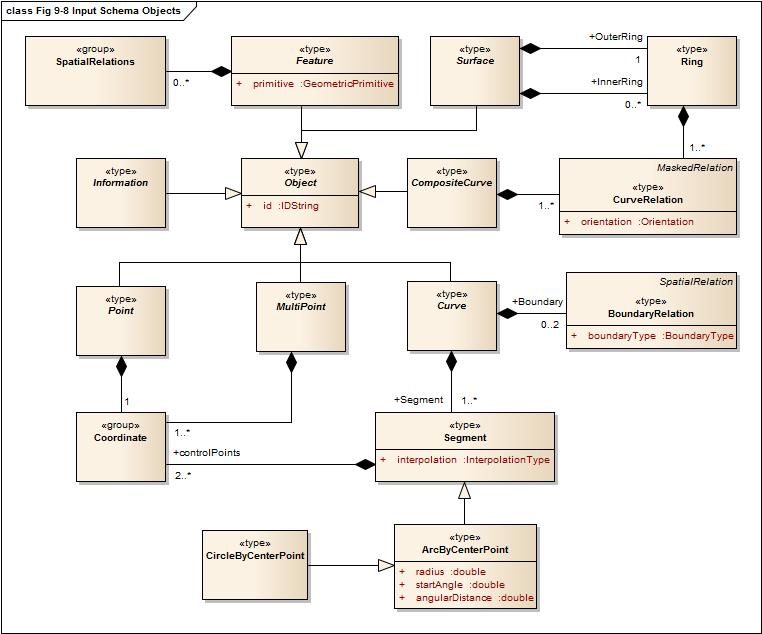 class Fig 9-8 Input Schema Objects
«group»
SpatialRelations
0..*
«type»
Feature
+ primitive :GeometricPrimitive
«type»
Surface
+OuterRing
1
+InnerRing
0..*
«type»
Ring
1..*
«type»
Information
«type»
Object
+ id :IDString
«type»
CompositeCurve
1..*
MaskedRelation
«type»
CurveRelation
+ orientation :Orientation
«type»
Point
«type»
MultiPoint
«type»
Curve
+Boundary
0..2
SpatialRelation
«type»
BoundaryRelation
+ boundaryType :BoundaryType
1
+Segment
1..*
«group»
Coordinate
1..*
+controlPoints
2..*
«type»
Segment
+ interpolation :InterpolationType
«type»
CircleByCenterPoint
«type»
ArcByCenterPoint
+ radius :double
+ startAngle :double
+ angularDistance :double